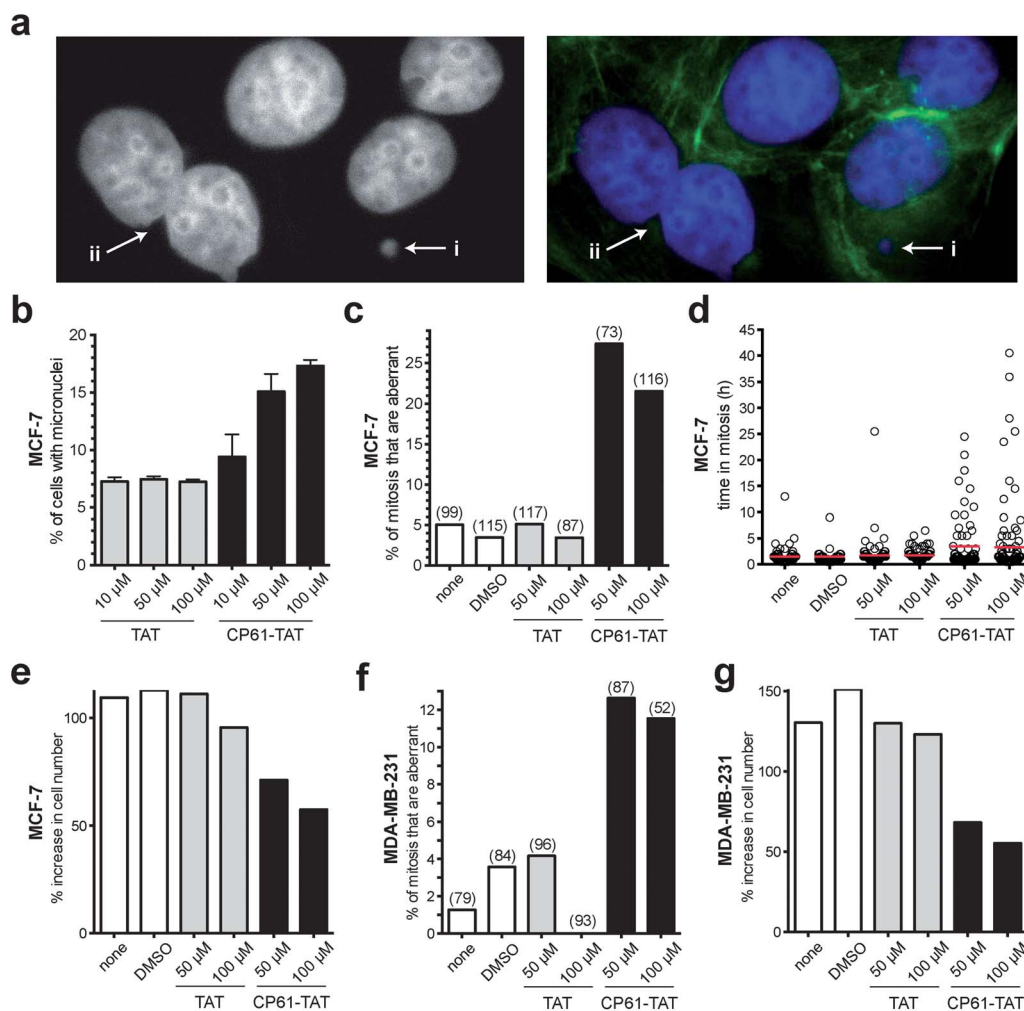 a
ii
i
ii
i
b
MCF-7
% of cells with micronuclei
20
15
10
5
0
10 µM
50 µM
100 µM
10 µM
50 µM
100 µM
TAT
CP61-TAT
c
MCF-7
% of mitosis that are aberrant
25
20
15
10
5
0
(99)
(115)
(117)
(87)
(73)
(116)
none
DMSO
50 µM
100 µM
50 µM
100 µM
TAT
CP61-TAT
d
MCF-7
time in mitosis (h)
45
40
35
30
25
20
15
10
5
0
none
DMSO
50 µM
100 µM
50 µM
100 µM
TAT
CP61-TAT
e
MCF-7
% increase in cell number
100
50
0
none
DMSO
50 µM
100 µM
50 µM
100 µM
TAT
CP61-TAT
f
MDA-MB-231
% of mitosis that are aberrant
12
10
8
6
4
2
0
(79)
(84)
(96)
(93)
(87)
(52)
none
DMSO
50 µM
100 µM
50 µM
100 µM
TAT
CP61-TAT
g
MDA-MB-231
% increase in cell number
150
100
50
0
none
DMSO
50 µM
100 µM
50 µM
100 µM
TAT
CP61-TAT